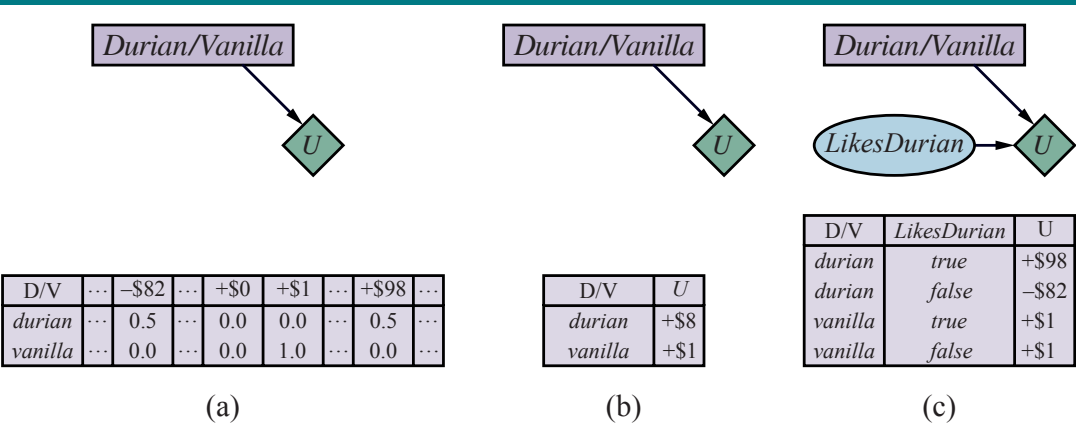 Durian/Vanilla
U
D/V … –$82 … +$0 +$1 … +$98 …
durian … 0.5 … 0.0 0.0 … 0.5 …
vanilla … 0.0 … 0.0 1.0 … 0.0 …
(a)
Durian/Vanilla
U
D/V U
durian +$8
vanilla +$1
(b)
Durian/Vanilla
LikesDurian U
D/V LikesDurian U
durian true +$98
durian false –$82
vanilla true +$1
vanilla false +$1
(c)